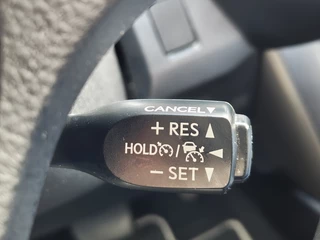 CANCEL▼
+ RES ▲
HOLD / ◀
− SET ▼